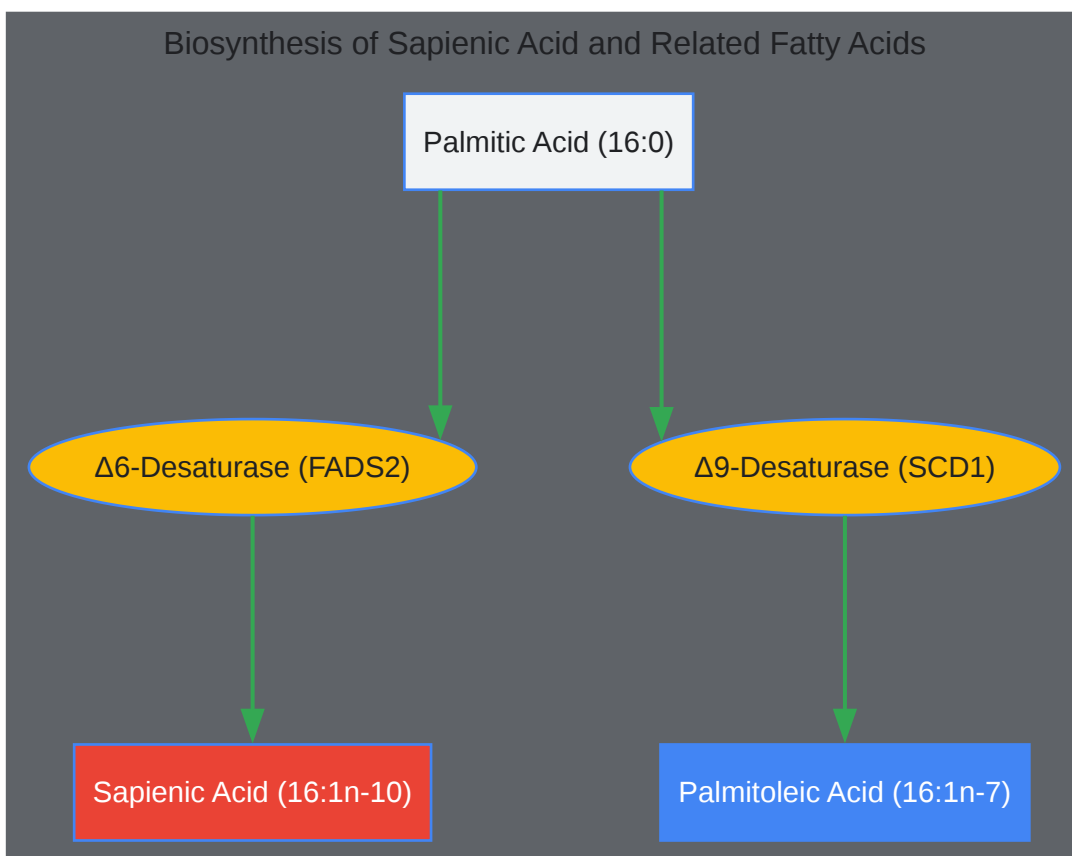 Biosynthesis of Sapienic Acid and Related Fatty Acids
Palmitic Acid (16:0)
Δ6-Desaturase (FADS2)
Δ9-Desaturase (SCD1)
Sapienic Acid (16:1n-10)
Palmitoleic Acid (16:1n-7)